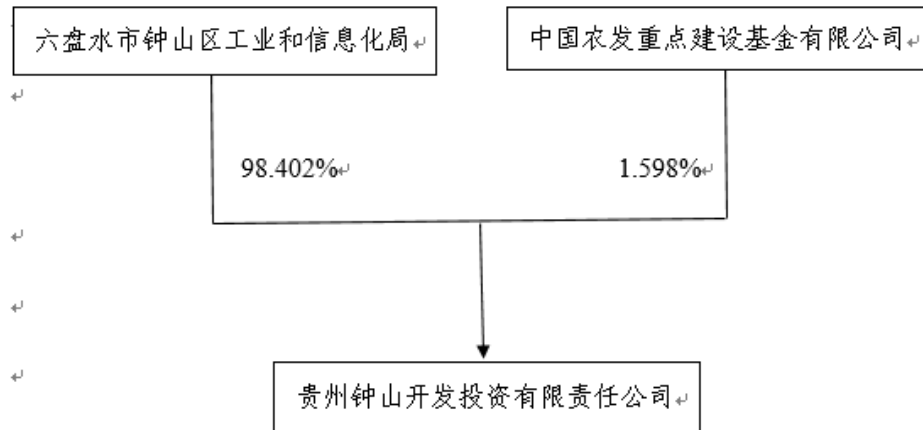 六盘水市钟山区工业和信息化局
中国农发重点建设基金有限公司
98.402%
1.598%
贵州钟山开发投资有限责任公司